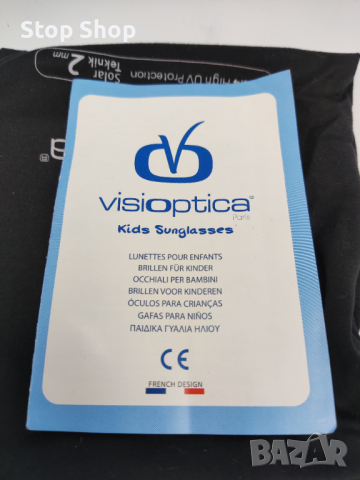 Stop Shop
High UV Protection
Solar 2 mm
Teknik
a®
visioptica®
Paris
Kids Sunglasses
LUNETTES POUR ENFANTS
BRILLEN FÜR KINDER
OCCHIALI PER BAMBINI
BRILLEN VOOR KINDEREN
ÓCULOS PARA CRIANÇAS
GAFAS PARA NIÑOS
ΠΑΙΔΙΚΑ ΓΥΑΛΙΑ ΗΛΙΟΥ
CE
FRENCH DESIGN
BAZAR